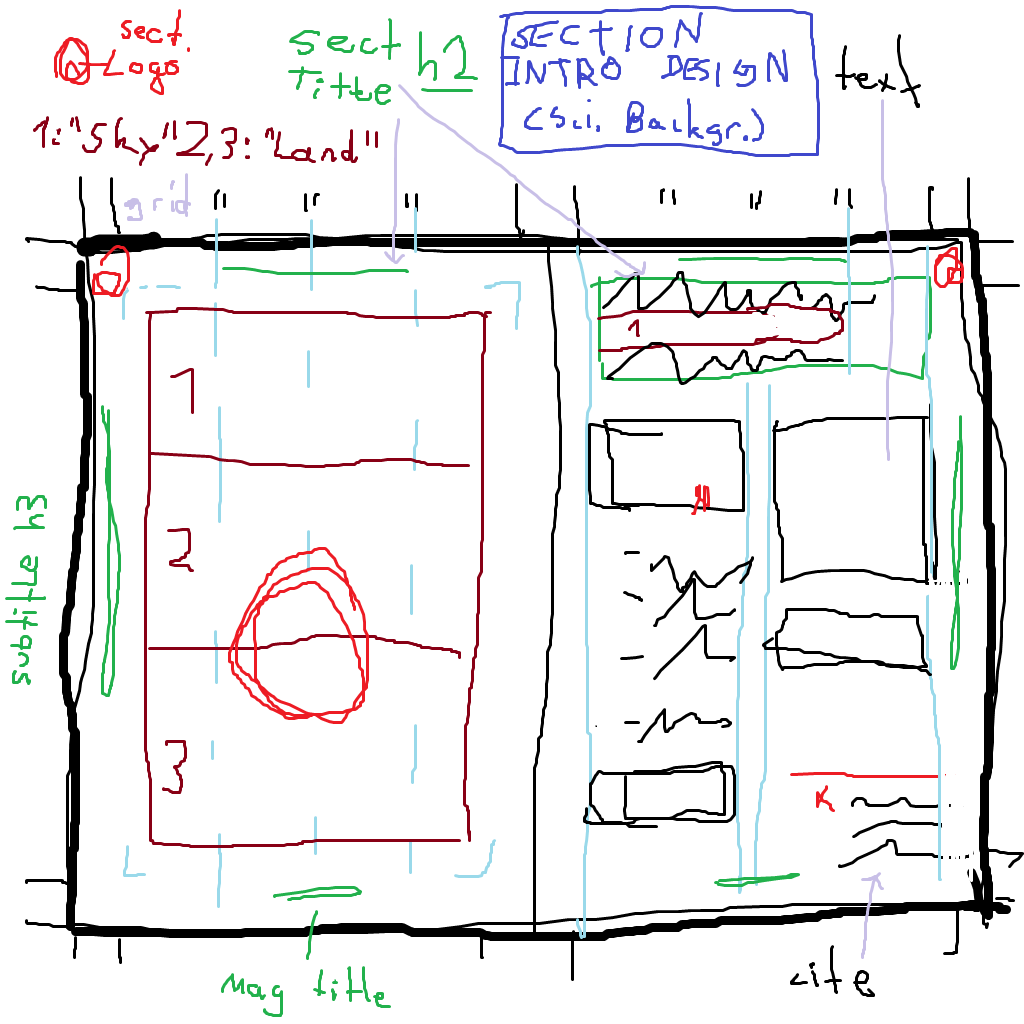 sect.
Logo
sect h2
Title
SECTION
INTRO DESIGN
(Sci. Backgr.)
text
1: "Sky" 2,3: "Land"
grid
1
1
2
3
subtitle h3
K
Mag title
cite